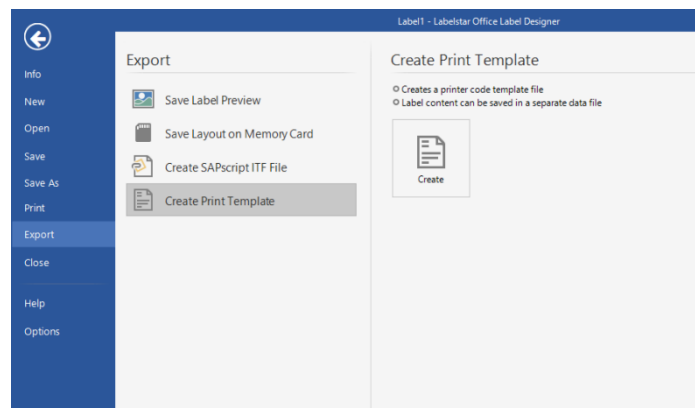 Label1 - Labelstar Office Label Designer
Info
New
Open
Save
Save As
Print
Export
Close
Help
Options
Export
Save Label Preview
Save Layout on Memory Card
Create SAPscript ITF File
Create Print Template
Create Print Template
Creates a printer code template file
Label content can be saved in a separate data file
Create